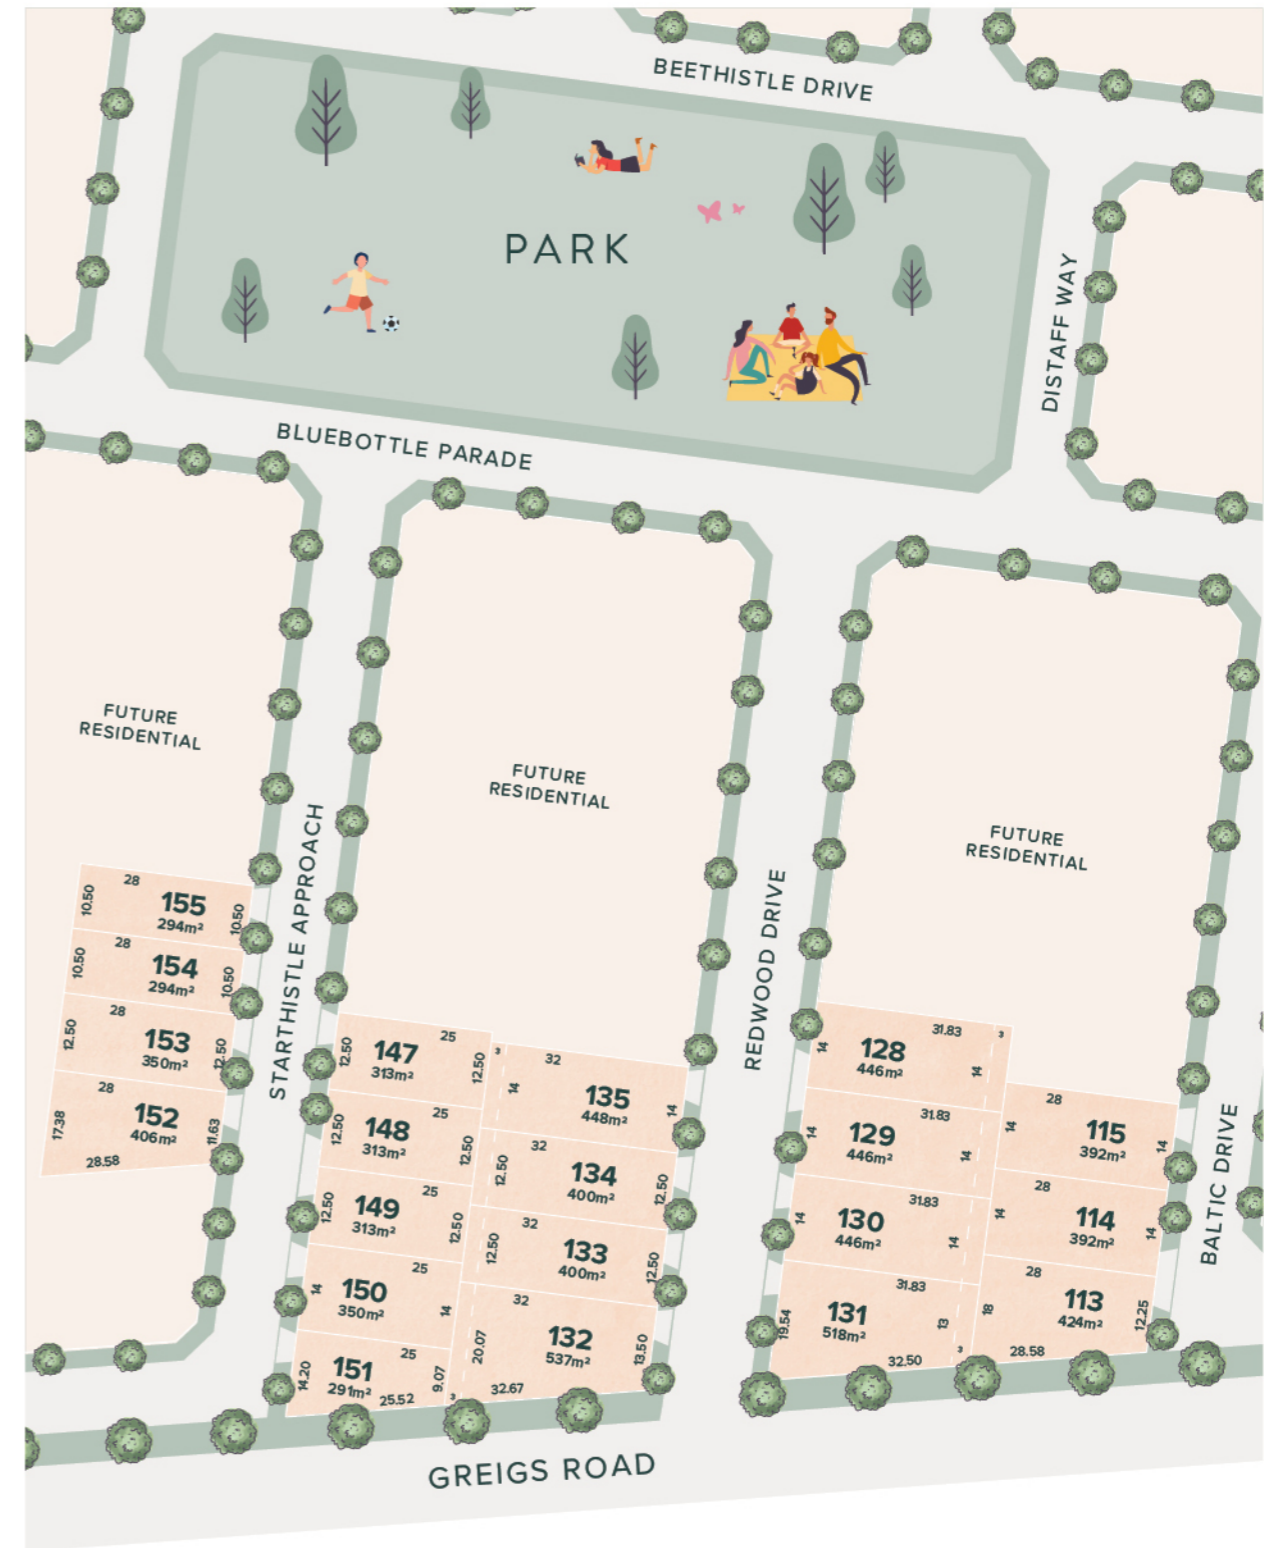 BEETHISTLE DRIVE
PARK
DISTAFF WAY
BLUEBOTTLE PARADE
FUTURE
RESIDENTIAL
FUTURE
RESIDENTIAL
FUTURE
RESIDENTIAL
STARTHISTLE APPROACH
REDWOOD DRIVE
BALTIC DRIVE
28
10.50
155
294m²
10.50
28
10.50
154
294m²
10.50
28
12.50
153
350m²
12.50
28
17.38
152
406m²
11.63
28.58
25
12.50
147
313m²
12.50
25
12.50
148
313m²
12.50
25
12.50
149
313m²
12.50
25
14
150
350m²
14
25
14.20
151
291m²
9.07
25.52
3
32
14
135
448m²
14
32
12.50
134
400m²
12.50
32
12.50
133
400m²
12.50
32
20.07
132
537m²
13.50
3
32.67
31.83
3
14
128
446m²
14
31.83
14
129
446m²
14
31.83
14
130
446m²
14
31.83
19.54
131
518m²
13
3
32.50
28
14
115
392m²
14
28
14
114
392m²
14
28
18
113
424m²
12.25
28.58
GREIGS ROAD